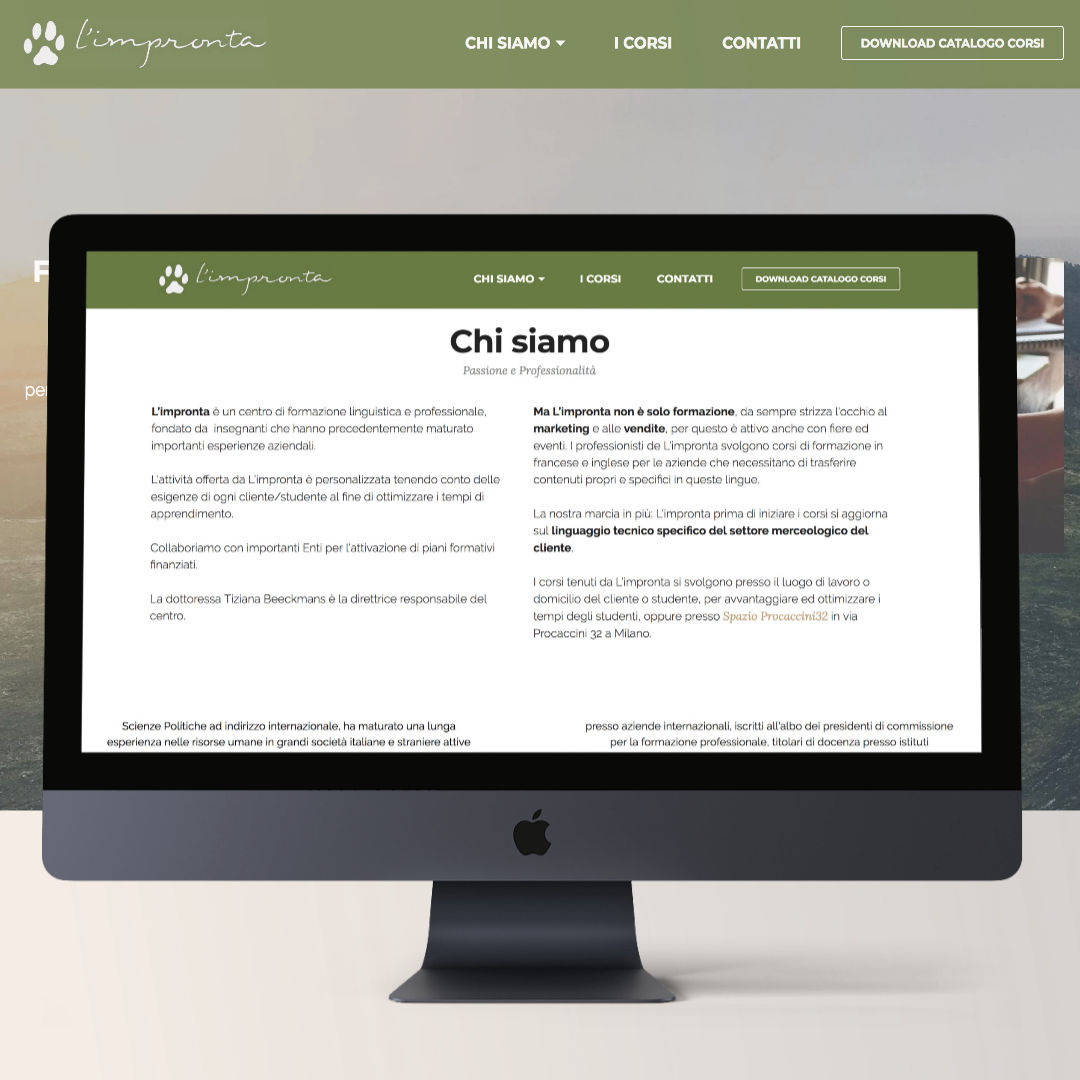 l'impronta
CHI SIAMO
I CORSI
CONTATTI
DOWNLOAD CATALOGO CORSI
l'impronta
CHI SIAMO
I CORSI
CONTATTI
DOWNLOAD CATALOGO CORSI
Chi siamo
Passione e Professionalità
L'impronta è un centro di formazione linguistica e professionale,
fondato da insegnanti che hanno precedentemente maturato
importanti esperienze aziendali.
L'attività offerta da L'impronta è personalizzata tenendo conto delle
esigenze di ogni cliente/studente al fine di ottimizzare i tempi di
apprendimento.
Collaboriamo con importanti Enti per l'attivazione di piani formativi
finanziati.
La dottoressa Tiziana Beeckmans è la direttrice responsabile del
centro.
Ma L'impronta non è solo formazione, da sempre strizza l'occhio al
marketing e alle vendite, per questo è attivo anche con fiere ed
eventi. I professionisti de L'impronta svolgono corsi di formazione in
francese e inglese per le aziende che necessitano di trasferire
contenuti propri e specifici in queste lingue.
La nostra marcia in più: L'impronta prima di iniziare i corsi si aggiorna
sul linguaggio tecnico specifico del settore merceologico del
cliente.
I corsi tenuti da L'impronta si svolgono presso il luogo di lavoro o
domicilio del cliente o studente, per avvantaggiare ed ottimizzare i
tempi degli studenti, oppure presso Spazio Procaccini32 in via
Procaccini 32 a Milano.
Scienze Politiche ad indirizzo internazionale, ha maturato una lunga
esperienza nelle risorse umane in grandi società italiane e straniere attive
presso aziende internazionali, iscritti all'albo dei presidenti di commissione
per la formazione professionale, titolari di docenza presso istituti